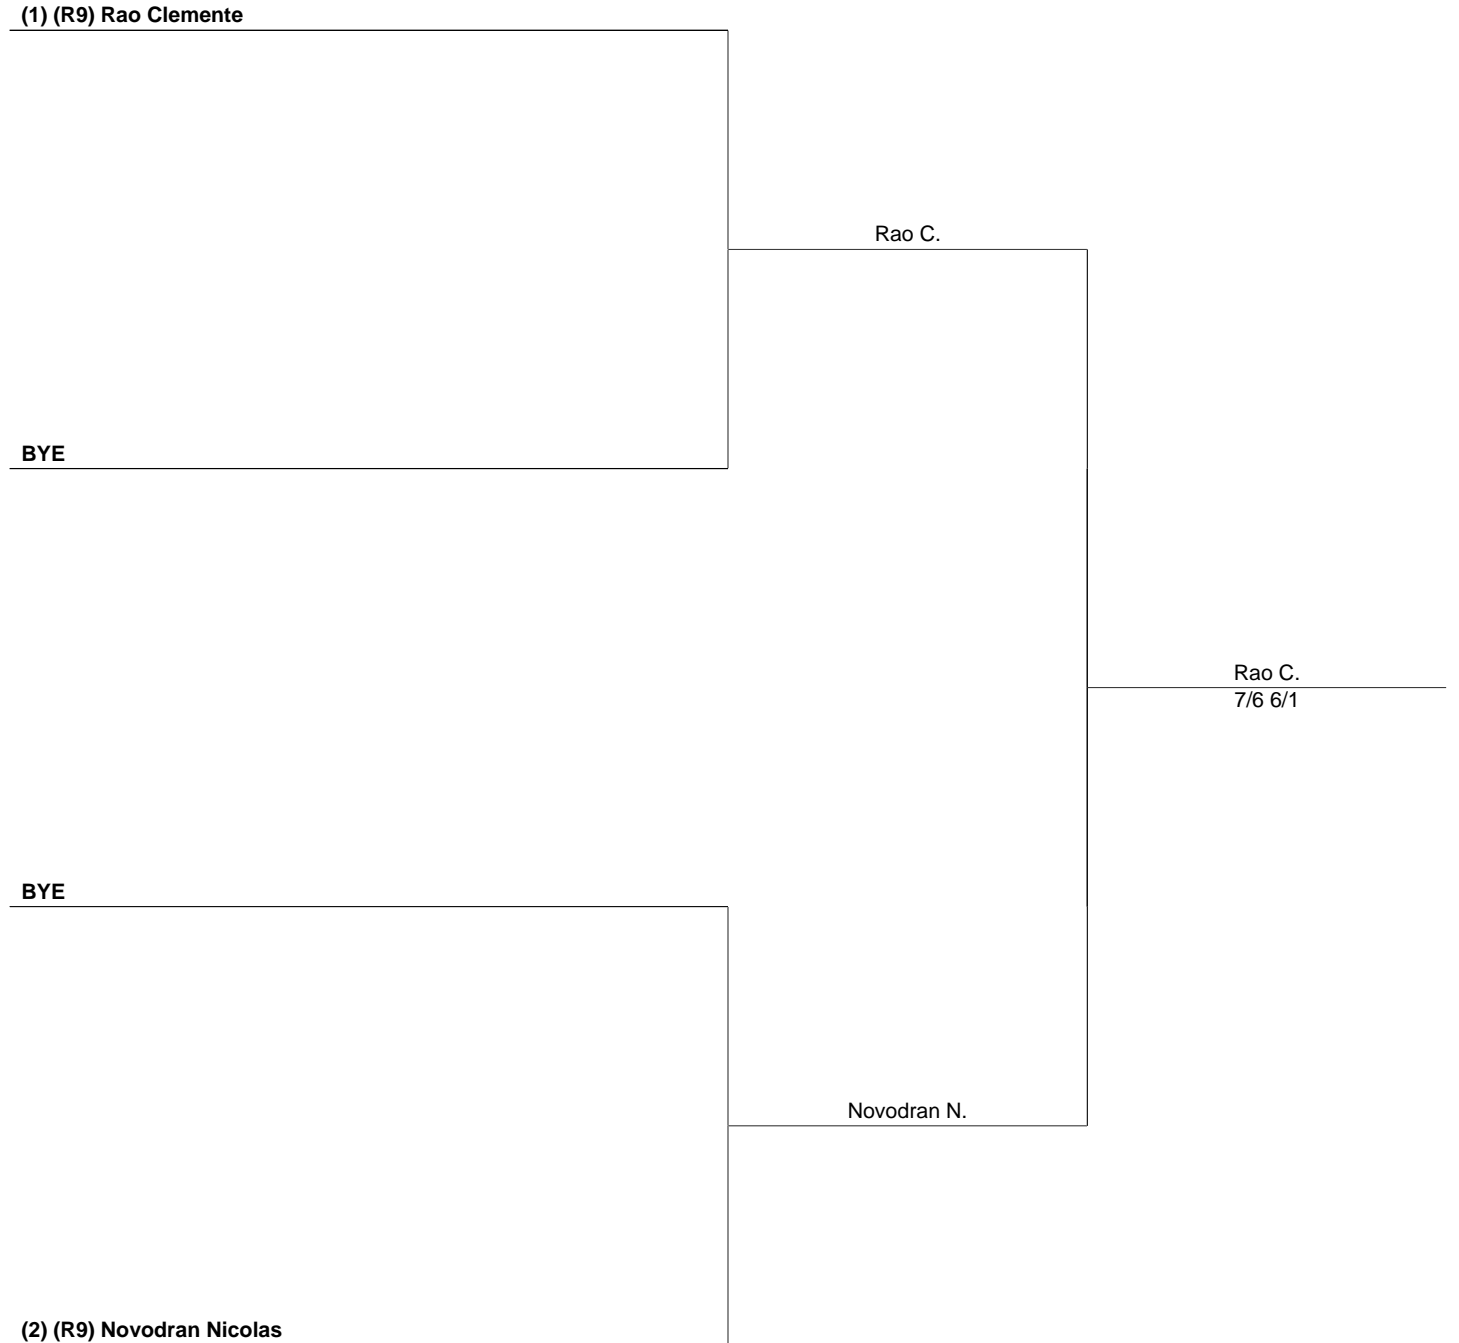 (1) (R9) Rao Clemente
Rao C.
BYE
Rao C.
7/6 6/1
BYE
Novodran N.
(2) (R9) Novodran Nicolas